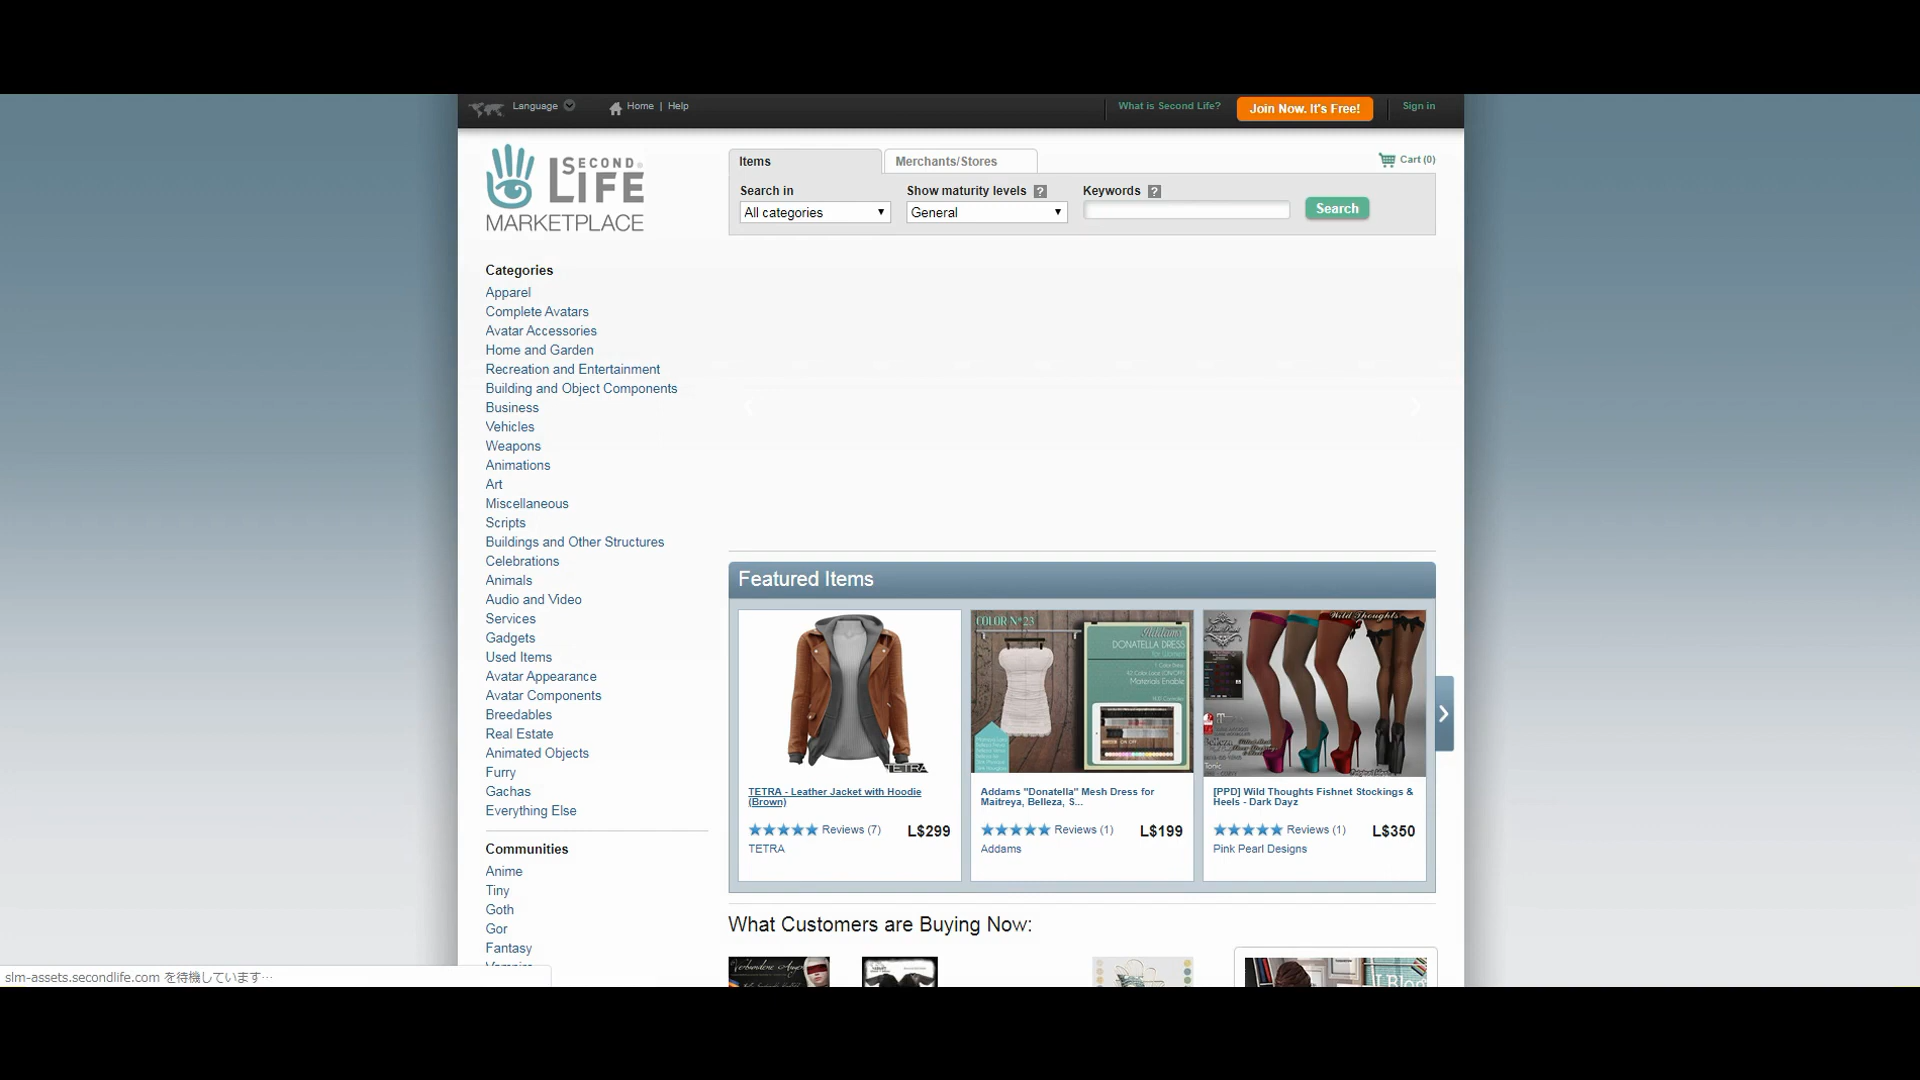 Language
Home | Help
What is Second Life?
Join Now. It's Free!
Sign in
SECOND
LIFE
MARKETPLACE
Items
Merchants/Stores
Cart (0)
Search in
Show maturity levels ?
Keywords ?
All categories
General
Search
Categories
Apparel
Complete Avatars
Avatar Accessories
Home and Garden
Recreation and Entertainment
Building and Object Components
Business
Vehicles
Weapons
Animations
Art
Miscellaneous
Scripts
Buildings and Other Structures
Celebrations
Animals
Audio and Video
Services
Gadgets
Used Items
Avatar Appearance
Avatar Components
Breedables
Real Estate
Animated Objects
Furry
Gachas
Everything Else
Communities
Anime
Tiny
Goth
Gor
Fantasy
Featured Items
TETRA
TETRA - Leather Jacket with Hoodie
(Brown)
Reviews (7)
L$299
TETRA
COLOR N°23
Addams
DONATELLA DRESS
Materials Enable
Addams "Donatella" Mesh Dress for
Maitreya, Belleza, S...
Reviews (1)
L$199
Addams
Wild Thoughts
[PPD] Wild Thoughts Fishnet Stockings &
Heels - Dark Dayz
Reviews (1)
L$350
Pink Pearl Designs
What Customers are Buying Now:
slm-assets.secondlife.com を待機しています…